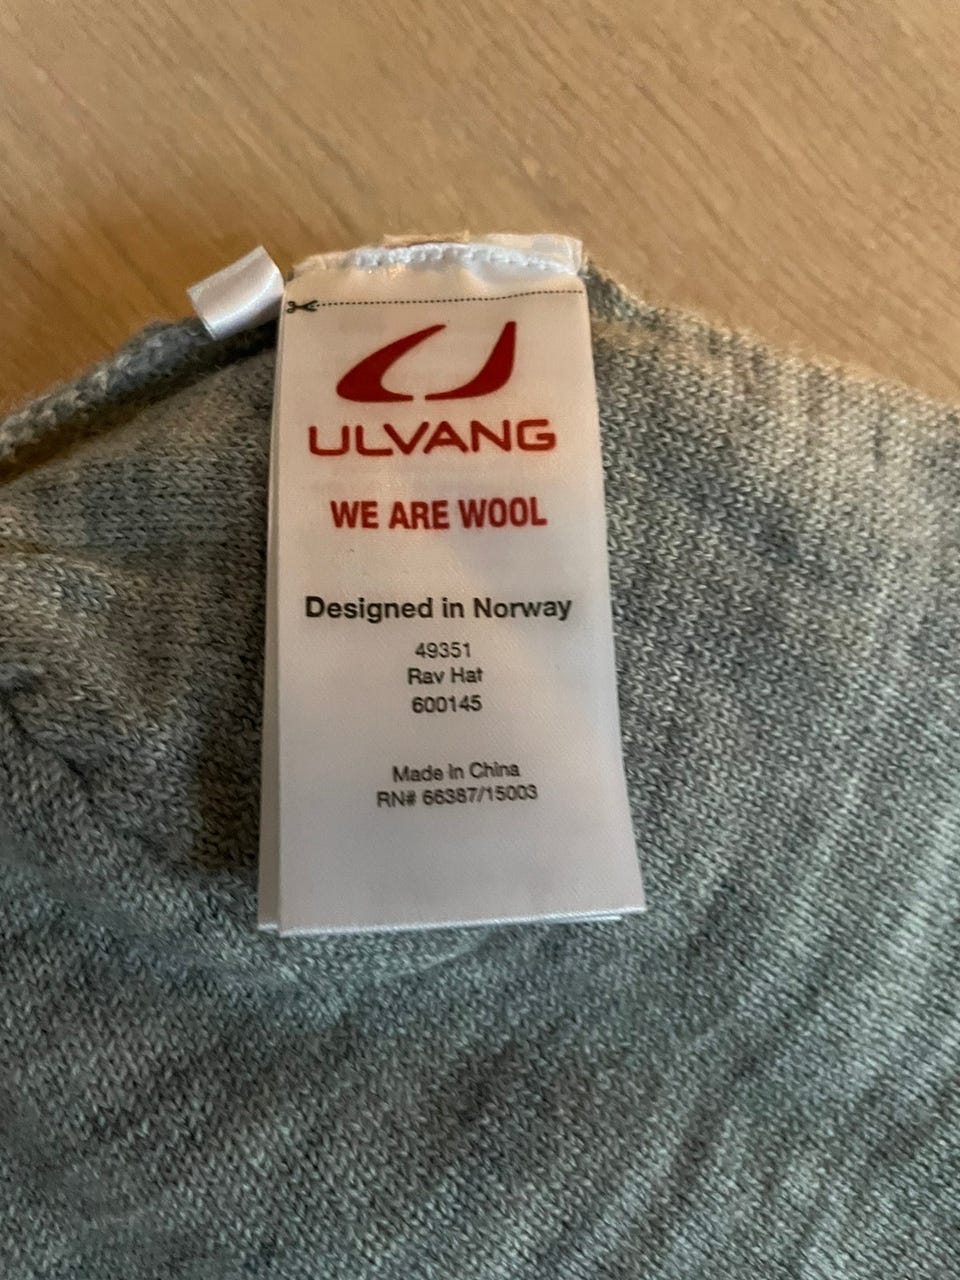 ULVANG
WE ARE WOOL
Designed in Norway
49351
Rav Hat
600145
Made in China
RN# 66387/15003